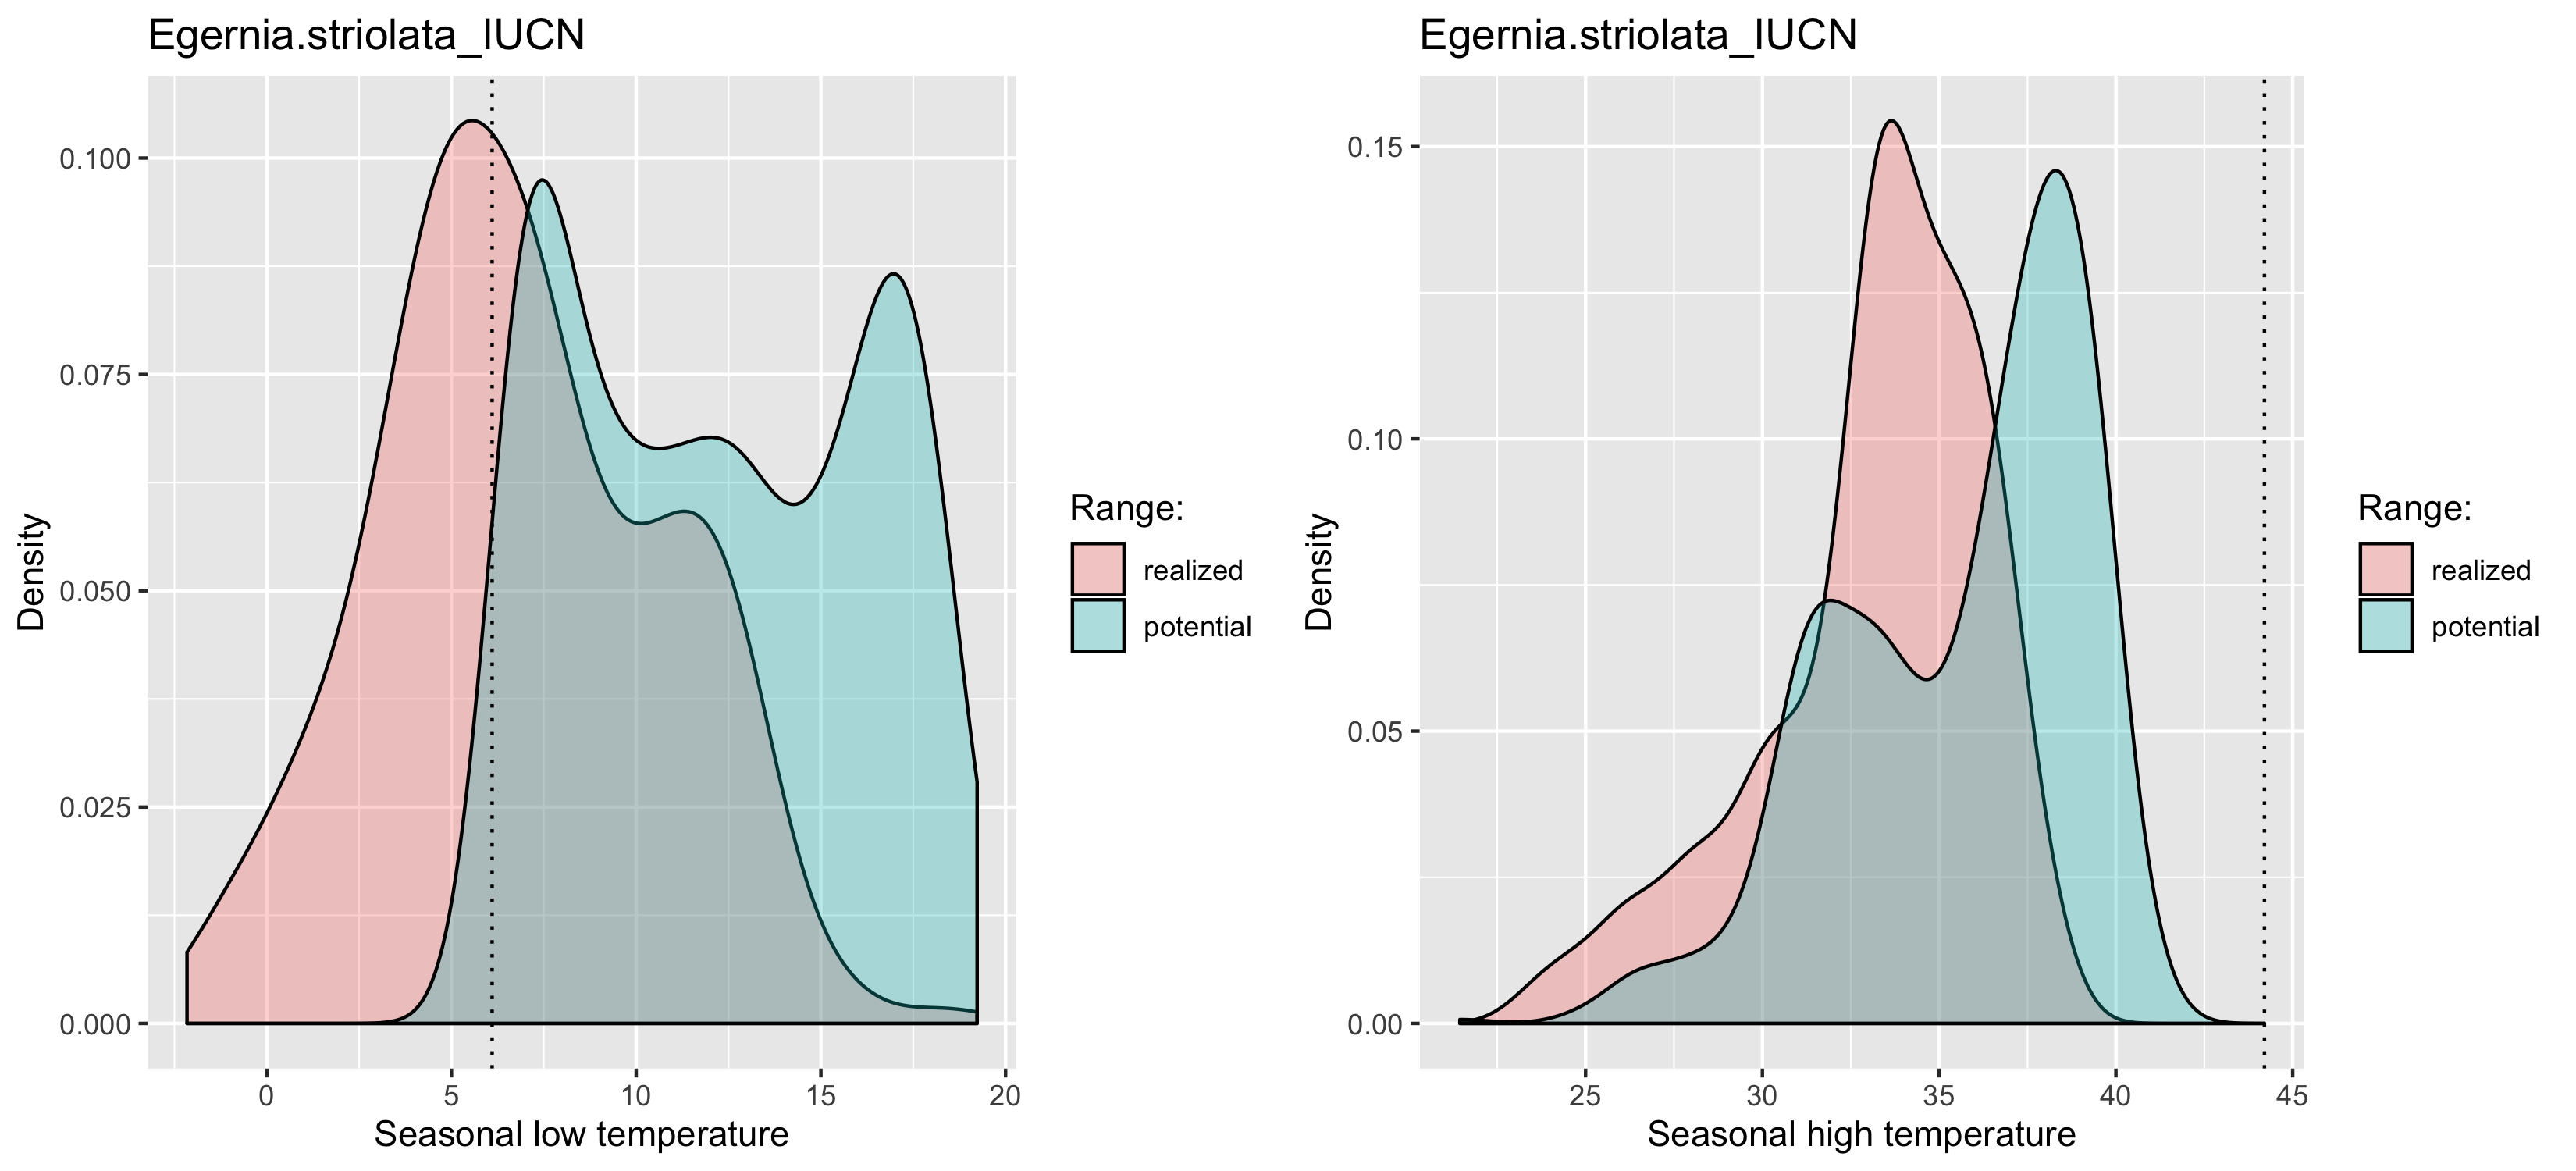 Egernia.striolata_IUCN
0.100
0.075
0.050
0.025
0.000
Density
0 5 10 15 20
Seasonal low temperature
Range:
realized
potential
Egernia.striolata_IUCN
0.15
0.10
0.05
0.00
Density
25 30 35 40 45
Seasonal high temperature
Range:
realized
potential